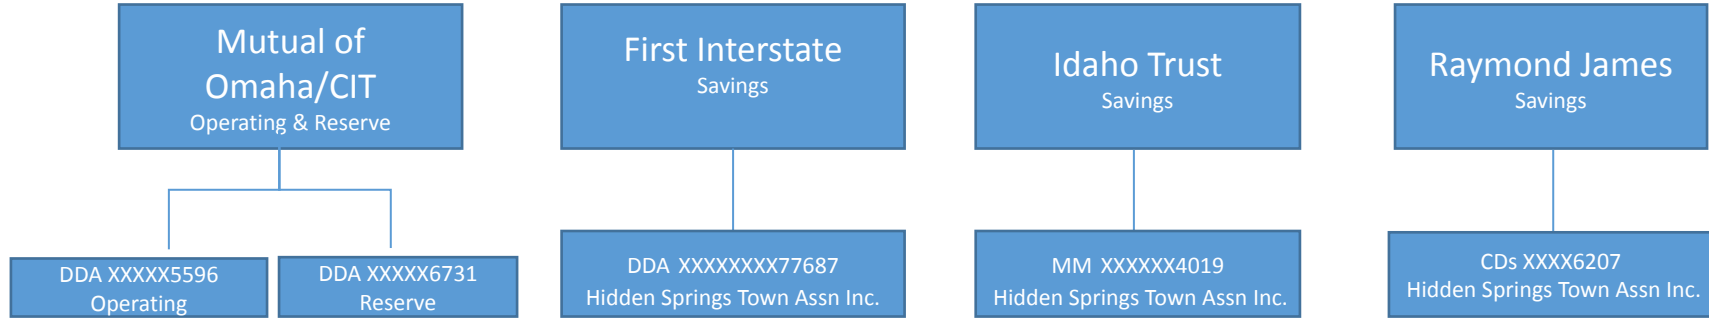 Mutual of
Omaha/CIT
Operating & Reserve
First Interstate
Savings
Idaho Trust
Savings
Raymond James
Savings
DDA XXXXX5596
Operating
DDA XXXXX6731
Reserve
DDA XXXXXXXX77687
Hidden Springs Town Assn Inc.
MM XXXXXX4019
Hidden Springs Town Assn Inc.
CDs XXXX6207
Hidden Springs Town Assn Inc.